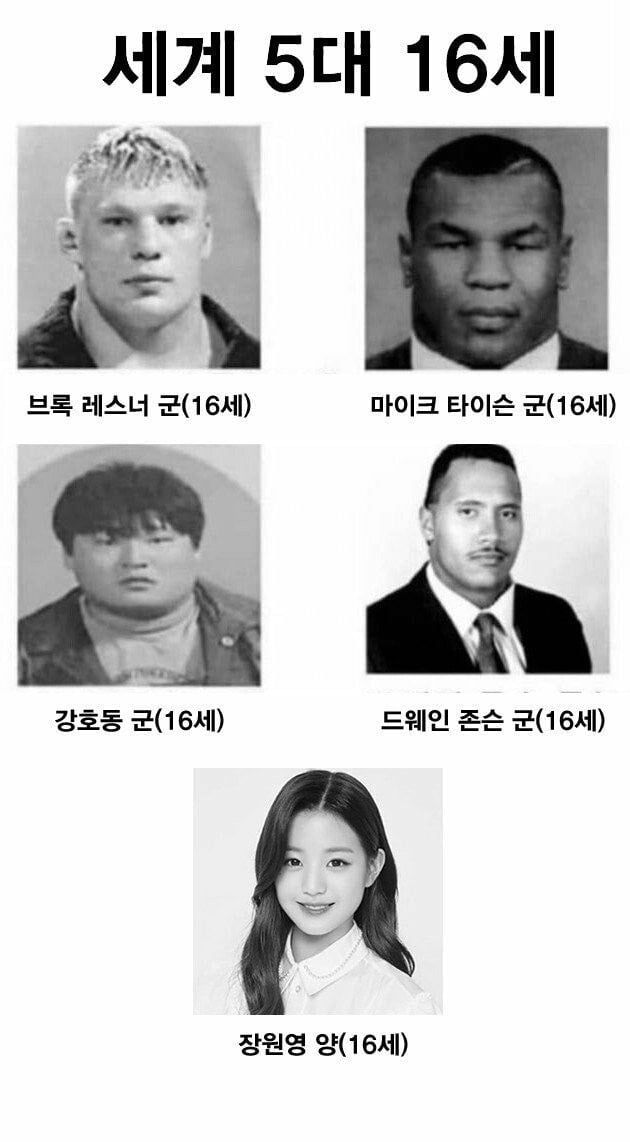 세계 5대 16세
브록 레스너 군(16세)
마이크 타이슨 군(16세)
강호동 군(16세)
드웨인 존슨 군(16세)
장원영 양(16세)